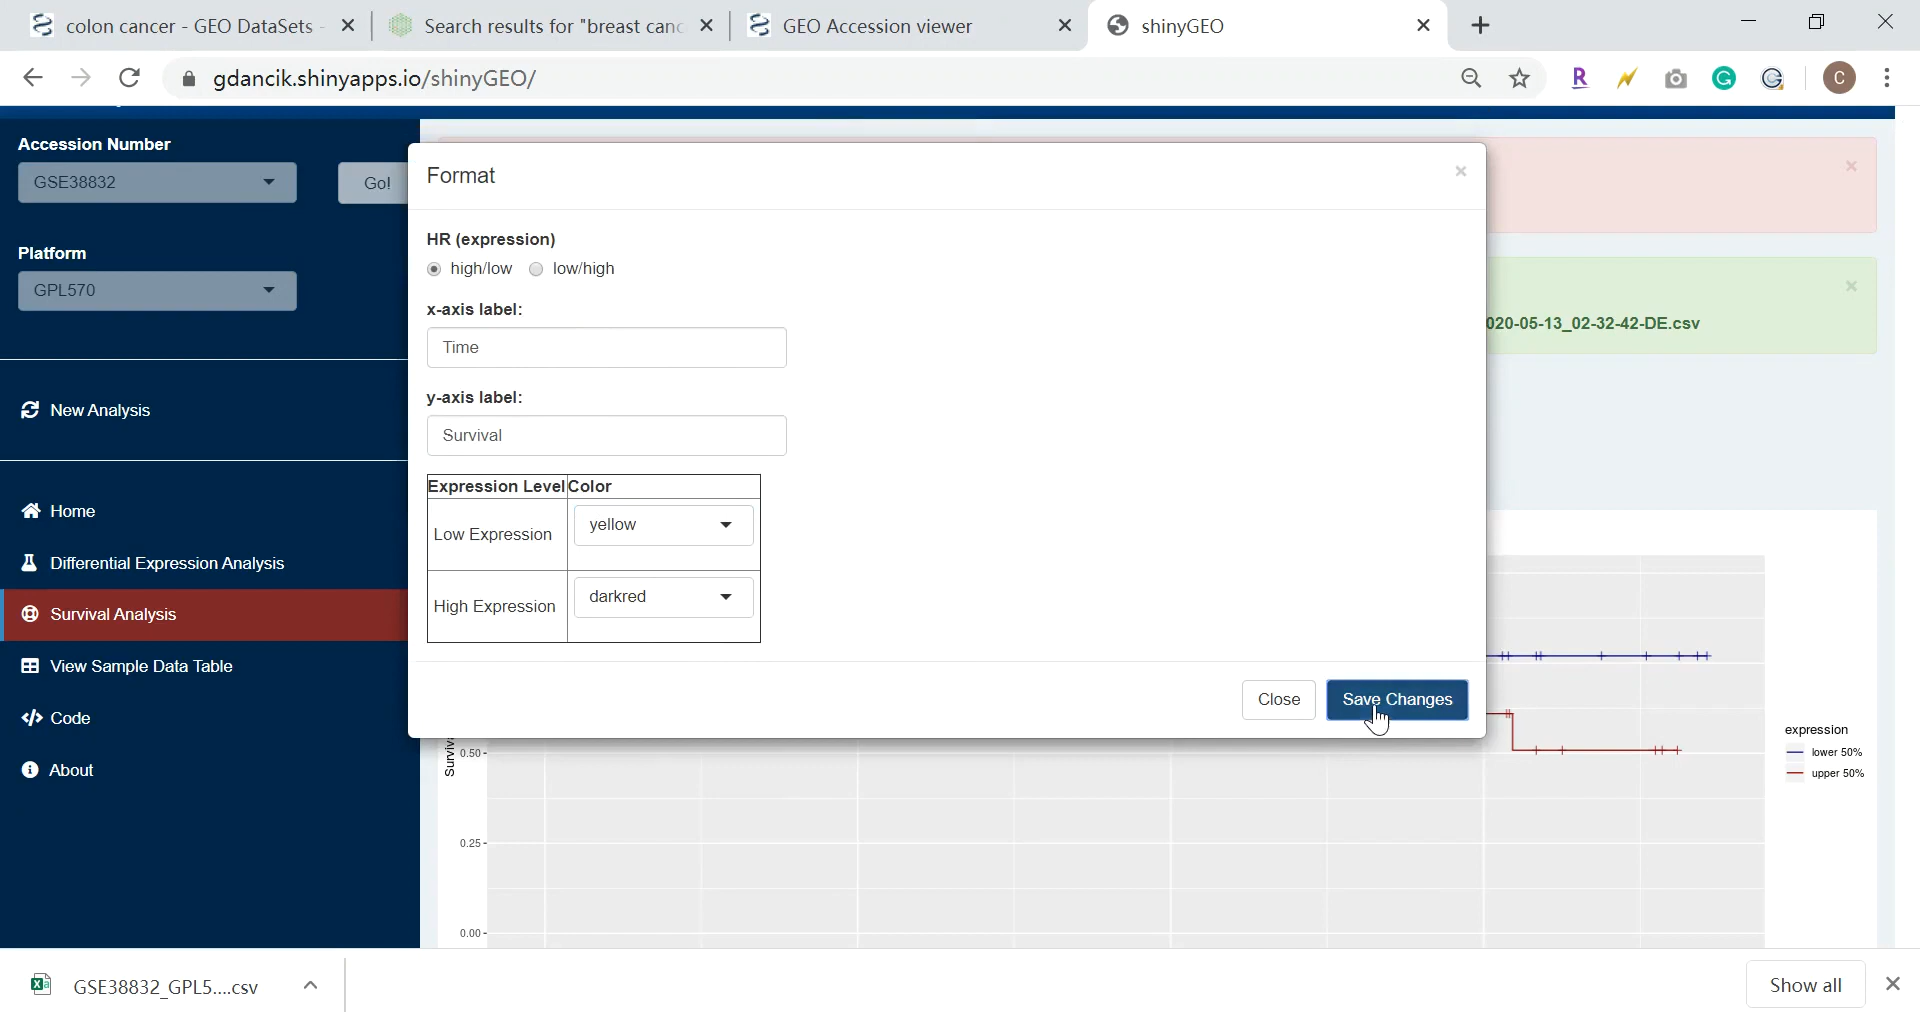 colon cancer - GEO DataSets -
Search results for "breast canc
GEO Accession viewer
shinyGEO
gdancik.shinyapps.io/shinyGEO/
C
Accession Number
GSE38832
Go!
Platform
GPL570
New Analysis
Home
Differential Expression Analysis
Survival Analysis
View Sample Data Table
Code
About
Format
HR (expression)
high/low
low/high
x-axis label:
Time
y-axis label:
Survival
Expression Level Color
Low Expression yellow
High Expression darkred
Close
Save Changes
020-05-13_02-32-42-DE.csv
Surviva
0.50
0.25
0.00
expression
lower 50%
upper 50%
GSE38832_GPL5....csv
Show all